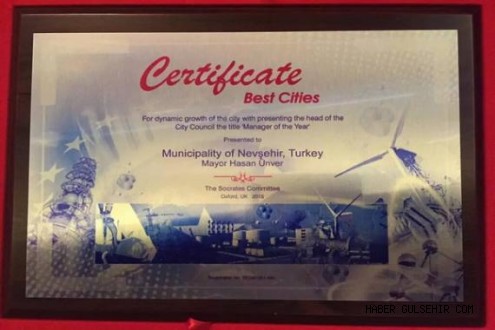 Certificate
Best Cities
For dynamic growth of the city with presenting the head of the
City Council the title 'Manager of the Year'
Presented to
Municipality of Nevşehir, Turkey
Mayor Hasan Ünver
The Socrates Committee
Oxford, UK
HABER GULSEHIR COM